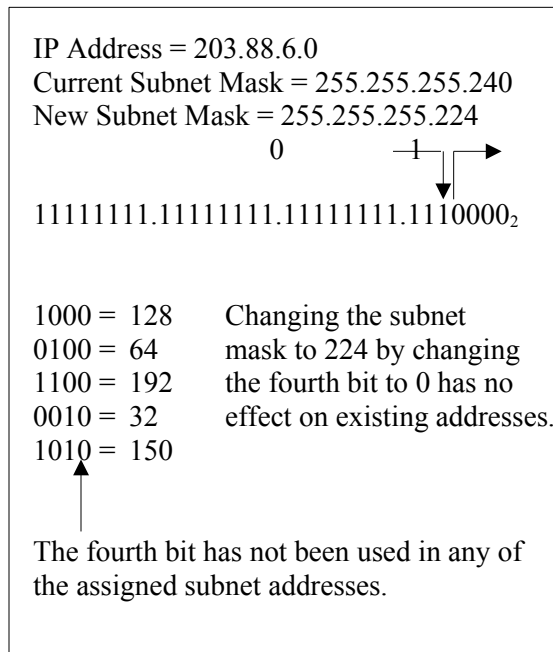 IP Address = 203.88.6.0
Current Subnet Mask = 255.255.255.240
New Subnet Mask = 255.255.255.224
0 1
11111111.11111111.11111111.1110000₂
1000 = 128 Changing the subnet
0100 = 64 mask to 224 by changing
1100 = 192 the fourth bit to 0 has no
0010 = 32 effect on existing addresses.
1010 = 150
The fourth bit has not been used in any of
the assigned subnet addresses.